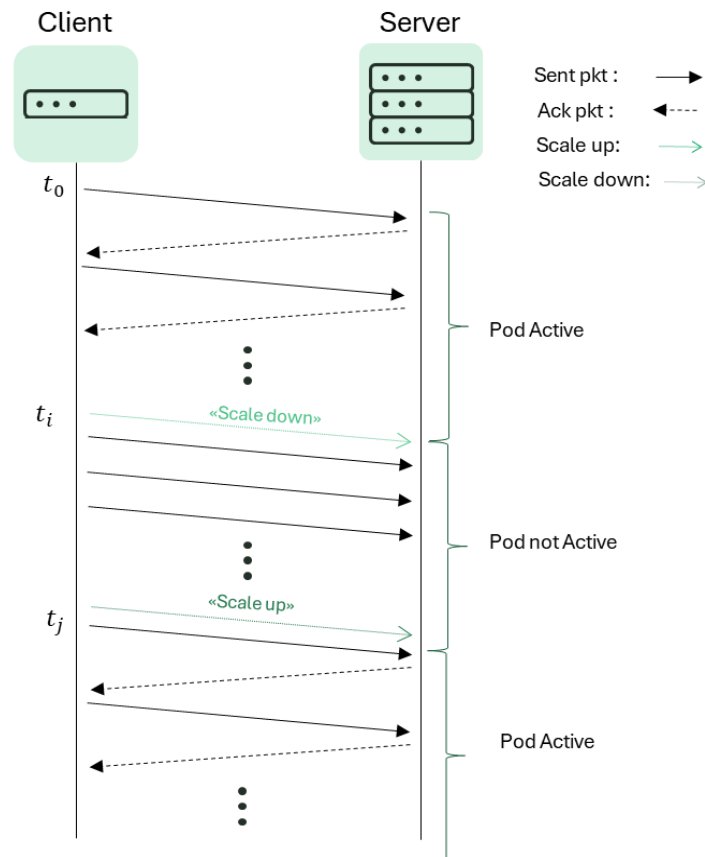 Client
Server
Sent pkt :
Ack pkt :
Scale up:
Scale down:
t₀
Pod Active
tᵢ
«Scale down»
Pod not Active
«Scale up»
tⱼ
Pod Active